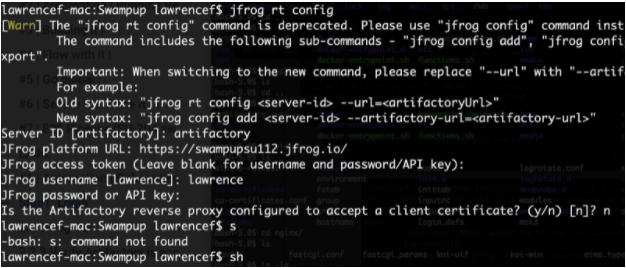 lawrencef-mac:Swampup lawrencef$ jfrog rt config
[Warn] The "jfrog rt config" command is deprecated. Please use "jfrog config" command inst
The command includes the following sub-commands - "jfrog config add", "jfrog confi
xport".
Important: When switching to the new command, please replace "--url" with "--artif
For example:
Old syntax: "jfrog rt config <server-id> --url=<artifactoryUrl>"
New syntax: "jfrog config add <server-id> --artifactory-url=<artifactory-url>"
Server ID [artifactory]: artifactory
JFrog platform URL: https://swampupsu112.jfrog.io/
JFrog access token (Leave blank for username and password/API key):
JFrog username [lawrence]: lawrence
JFrog password or API key:
Is the Artifactory reverse proxy configured to accept a client certificate? (y/n) [n]? n
lawrencef-mac:Swampup lawrencef$ s
-bash: s: command not found
lawrencef-mac:Swampup lawrencef$ sh